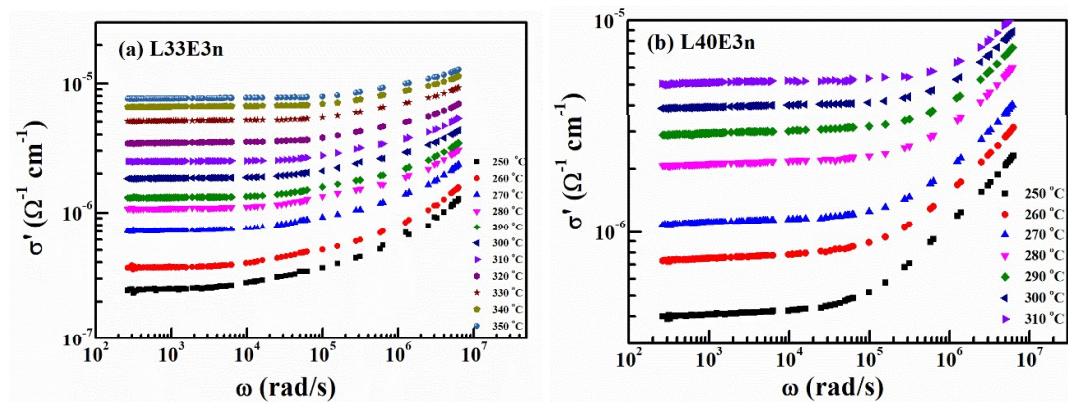 (a) L33E3n
σ' (Ω⁻¹ cm⁻¹)
10⁻⁵
10⁻⁶
10⁻⁷
10² 10³ 10⁴ 10⁵ 10⁶ 10⁷
ω (rad/s)
250 °C
260 °C
270 °C
280 °C
290 °C
300 °C
310 °C
320 °C
330 °C
340 °C
350 °C
(b) L40E3n
σ' (Ω⁻¹ cm⁻¹)
10⁻⁵
10⁻⁶
10² 10³ 10⁴ 10⁵ 10⁶ 10⁷
ω (rad/s)
250 °C
260 °C
270 °C
280 °C
290 °C
300 °C
310 °C